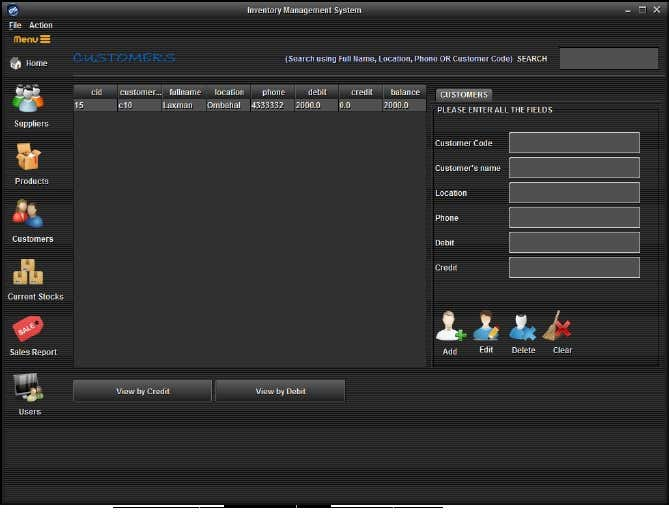 Inventory Management System
File Action
Menu
Home
CUSTOMERS
(Search using Full Name, Location, Phone OR Customer Code) SEARCH
cid customer... fullname location phone debit credit balance
15 c10 Laxman Ombahal 4333332 2000.0 0.0 2000.0
CUSTOMERS
PLEASE ENTER ALL THE FIELDS
Customer Code
Customer's name
Location
Phone
Debit
Credit
Add Edit Delete Clear
Suppliers
Products
Customers
Current Stocks
SALE
Sales Report
Users
View by Credit View by Debit